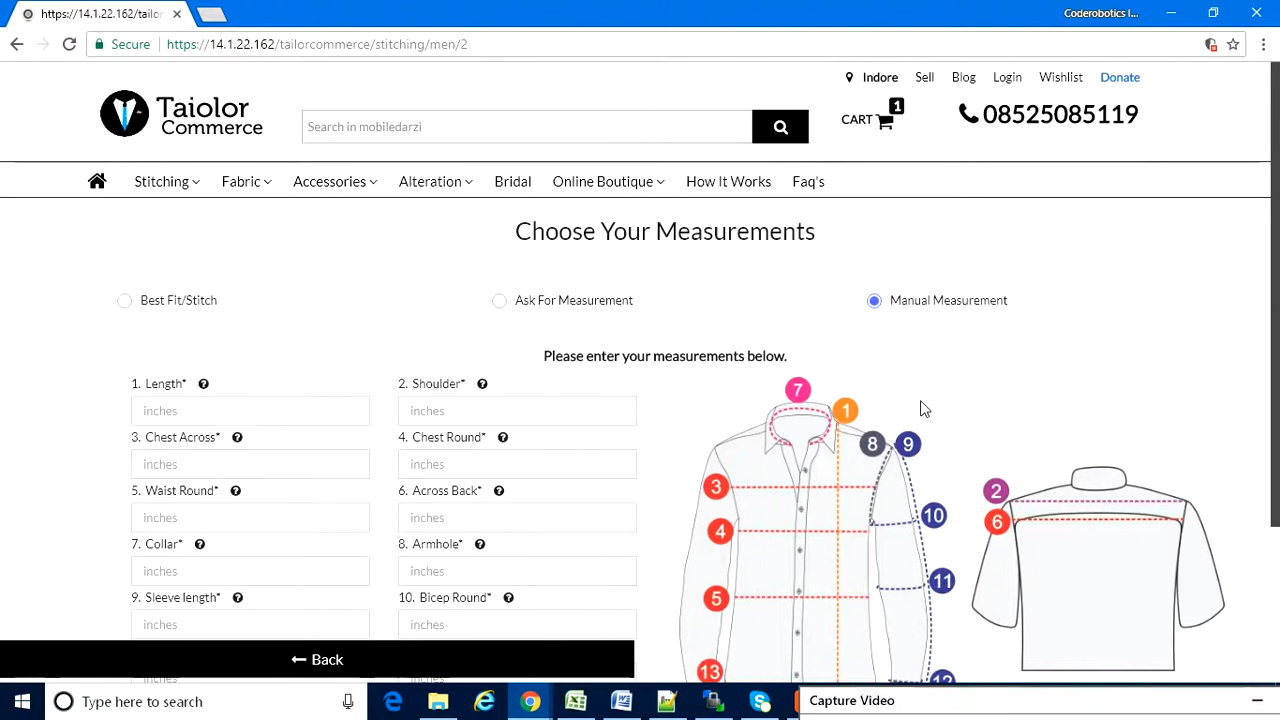 https://14.1.22.162/tailor
Coderobotics I...
Secure https://14.1.22.162/tailorcommerce/stitching/men/2
Indore Sell Blog Login Wishlist Donate
Taiolor
Commerce
Search in mobiledarzi
CART 1
08525085119
Stitching Fabric Accessories Alteration Bridal Online Boutique How It Works Faq's
Choose Your Measurements
Best Fit/Stitch Ask For Measurement Manual Measurement
Please enter your measurements below.
1. Length* ? 2. Shoulder* ?
inches inches
3. Chest Across* ? 4. Chest Round* ?
inches inches
5. Waist Round* ? 6. Across Back* ?
inches inches
7. Collar* ? 8. Armhole* ?
inches inches
9. Sleeve length* ? 10. Bicep Round* ?
inches inches
7
1
8 9
3
10
4
11
5
13
2
6
Back
Type here to search
Capture Video